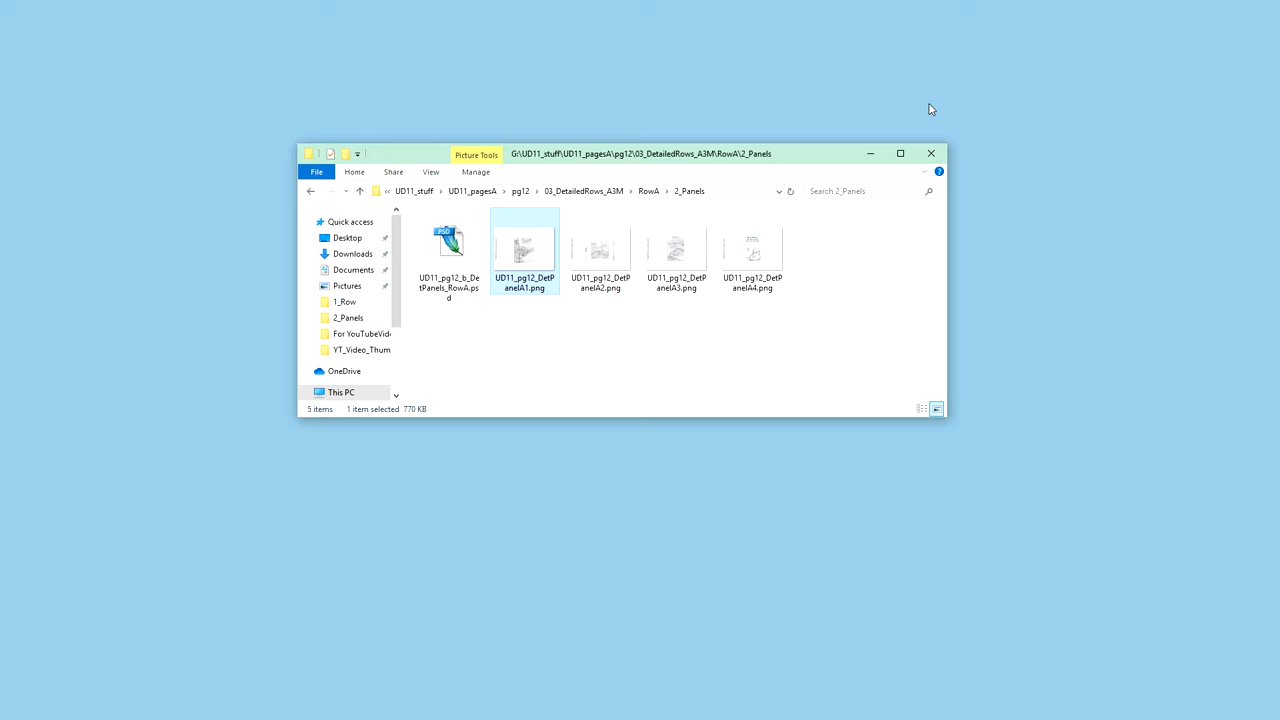 Picture Tools
G:\UD11_stuff\UD11_pagesA\pg12\03_DetailedRows_A3M\RowA\2_Panels
File
Home
Share
View
Manage
« UD11_stuff › UD11_pagesA › pg12 › 03_DetailedRows_A3M › RowA › 2_Panels
Search 2_Panels
Quick access
Desktop
Downloads
Documents
Pictures
1_Row
2_Panels
For YouTubeVide
YT_Video_Thum
OneDrive
This PC
PSD
UD11_pg12_b_De
tPanels_RowA.ps
d
UD11_pg12_DetP
anelA1.png
UD11_pg12_DetP
anelA2.png
UD11_pg12_DetP
anelA3.png
UD11_pg12_DetP
anelA4.png
5 items
1 item selected 770 KB